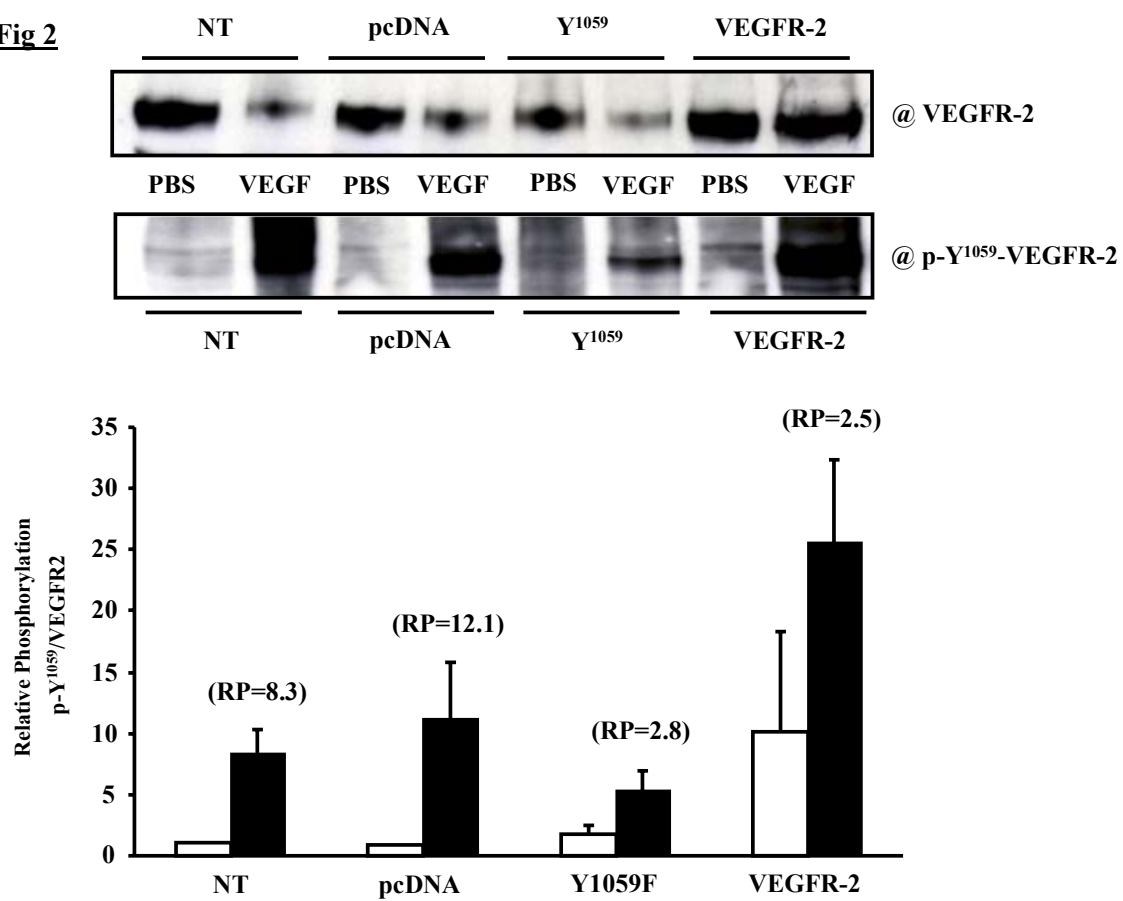 Fig 2
NT pcDNA Y¹⁰⁵⁹ VEGFR-2
@ VEGFR-2
PBS VEGF PBS VEGF PBS VEGF PBS VEGF
@ p-Y¹⁰⁵⁹-VEGFR-2
NT pcDNA Y¹⁰⁵⁹ VEGFR-2
Relative Phosphorylation
p-Y¹⁰⁵⁹/VEGFR2
35
30
25
20
15
10
5
0
(RP=8.3)
(RP=12.1)
(RP=2.8)
(RP=2.5)
NT pcDNA Y1059F VEGFR-2